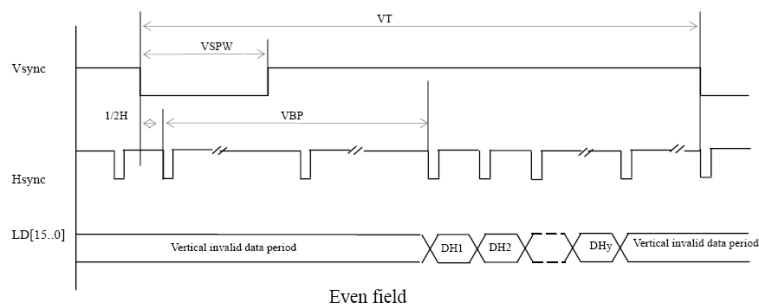 VT
VSPW
Vsync
1/2H
VBP
Hsync
LD[15..0]
Vertical invalid data period
DH1
DH2
DHy
Vertical invalid data period
Even field